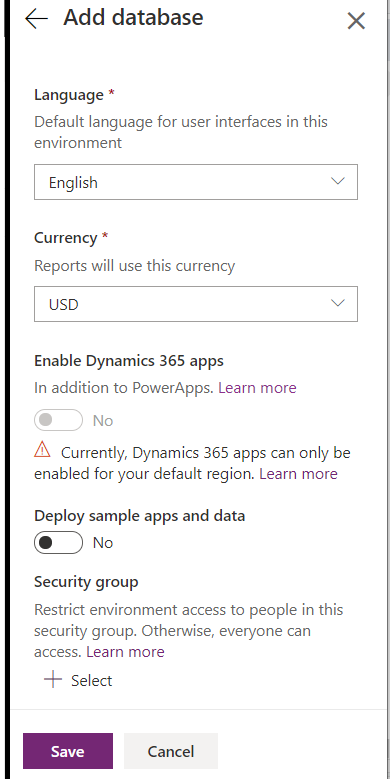 Add database
Language *
Default language for user interfaces in this
environment
English
Currency *
Reports will use this currency
USD
Enable Dynamics 365 apps
In addition to PowerApps. Learn more
No
Currently, Dynamics 365 apps can only be
enabled for your default region. Learn more
Deploy sample apps and data
No
Security group
Restrict environment access to people in this
security group. Otherwise, everyone can
access. Learn more
Select
Save Cancel